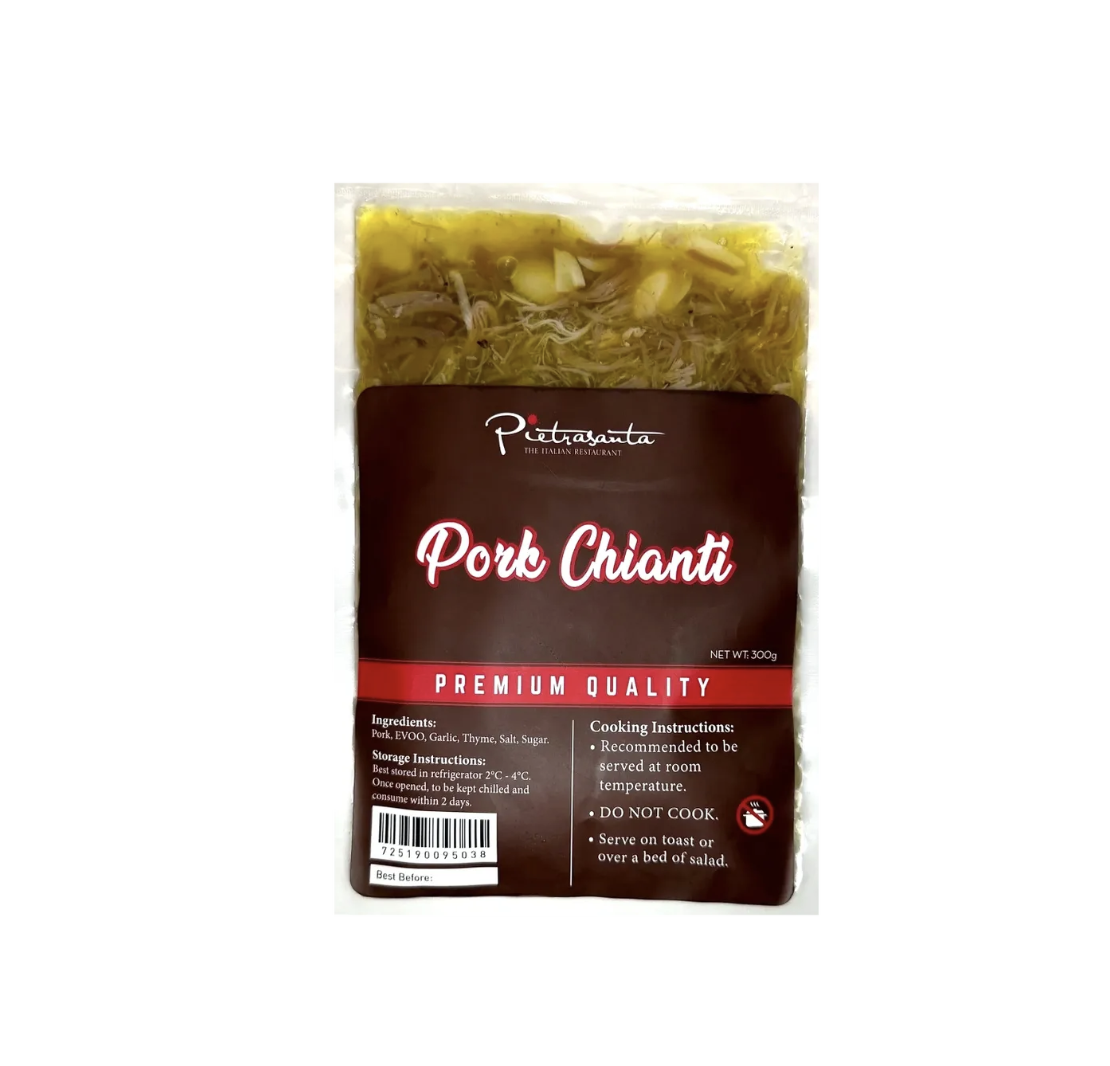 Pietrasanta
THE ITALIAN RESTAURANT
Pork Chianti
NET WT: 300g
PREMIUM QUALITY
Ingredients:
Pork, EVOO, Garlic, Thyme, Salt, Sugar.
Storage Instructions:
Best stored in refrigerator 2°C - 4°C.
Once opened, to be kept chilled and
consume within 2 days.
725190095038
Best Before:
Cooking Instructions:
• Recommended to be
served at room
temperature.
• DO NOT COOK.
• Serve on toast or
over a bed of salad.